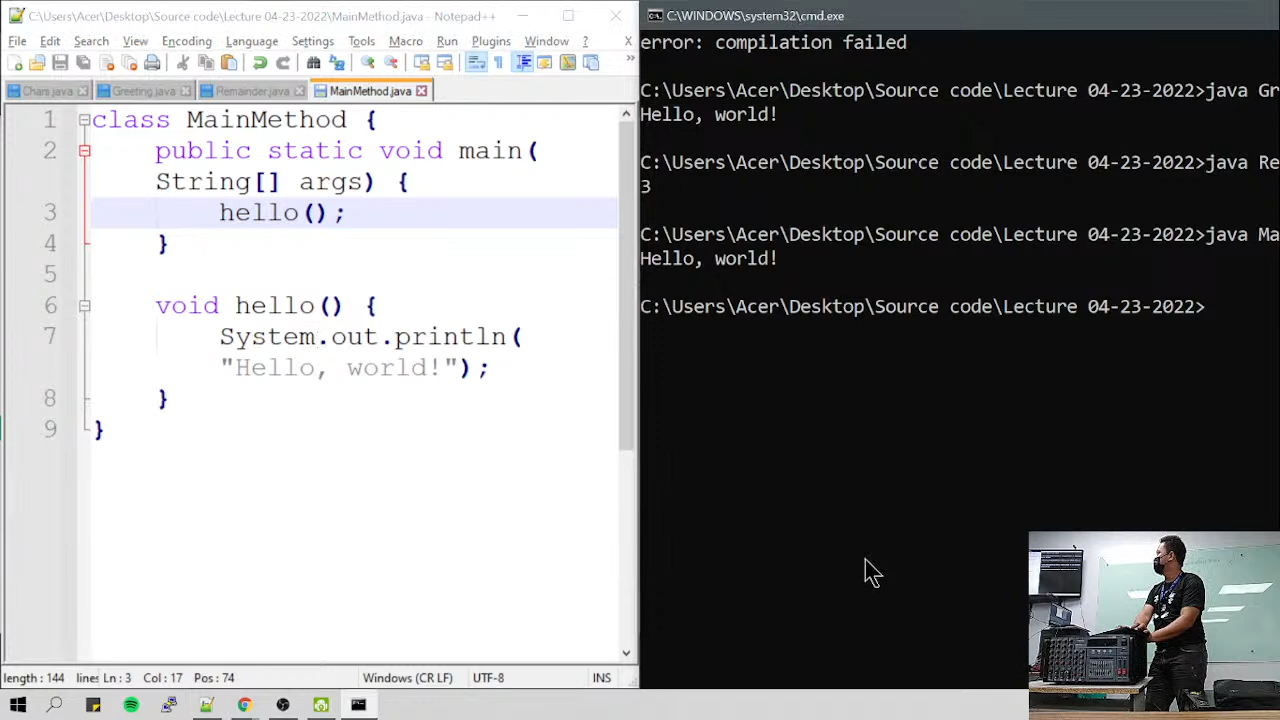 C:\Users\Acer\Desktop\Source code\Lecture 04-23-2022\MainMethod.java - Notepad++
File Edit Search View Encoding Language Settings Tools Macro Run Plugins Window ? X
Chars.java Greeting.java Remainder.java MainMethod.java
1 class MainMethod {
2 public static void main(
String[] args) {
3 hello();
4 }
5
6 void hello() {
7 System.out.println(
"Hello, world!");
8 }
9 }
length : 144 lines Ln : 3 Col : 17 Pos : 74 Windows (CR LF) UTF-8 INS
C:\WINDOWS\system32\cmd.exe
error: compilation failed
C:\Users\Acer\Desktop\Source code\Lecture 04-23-2022>java Gr
Hello, world!
C:\Users\Acer\Desktop\Source code\Lecture 04-23-2022>java Re
3
C:\Users\Acer\Desktop\Source code\Lecture 04-23-2022>java Ma
Hello, world!
C:\Users\Acer\Desktop\Source code\Lecture 04-23-2022>